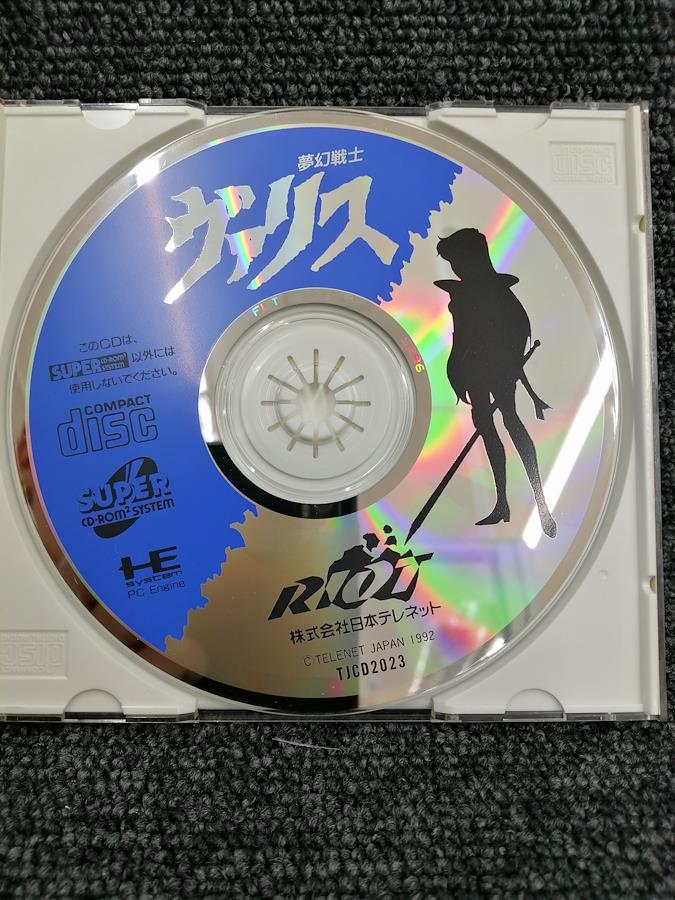 夢幻戦士
ヴァリス
このCDは、
SUPER CD-ROM² SYSTEM 以外には
使用しないでください。
COMPACT
disc
SUPER
CD-ROM² SYSTEM
HE
system
PC Engine
RIOT
株式会社日本テレネット
© TELENET JAPAN 1992
TJCD2023
disc